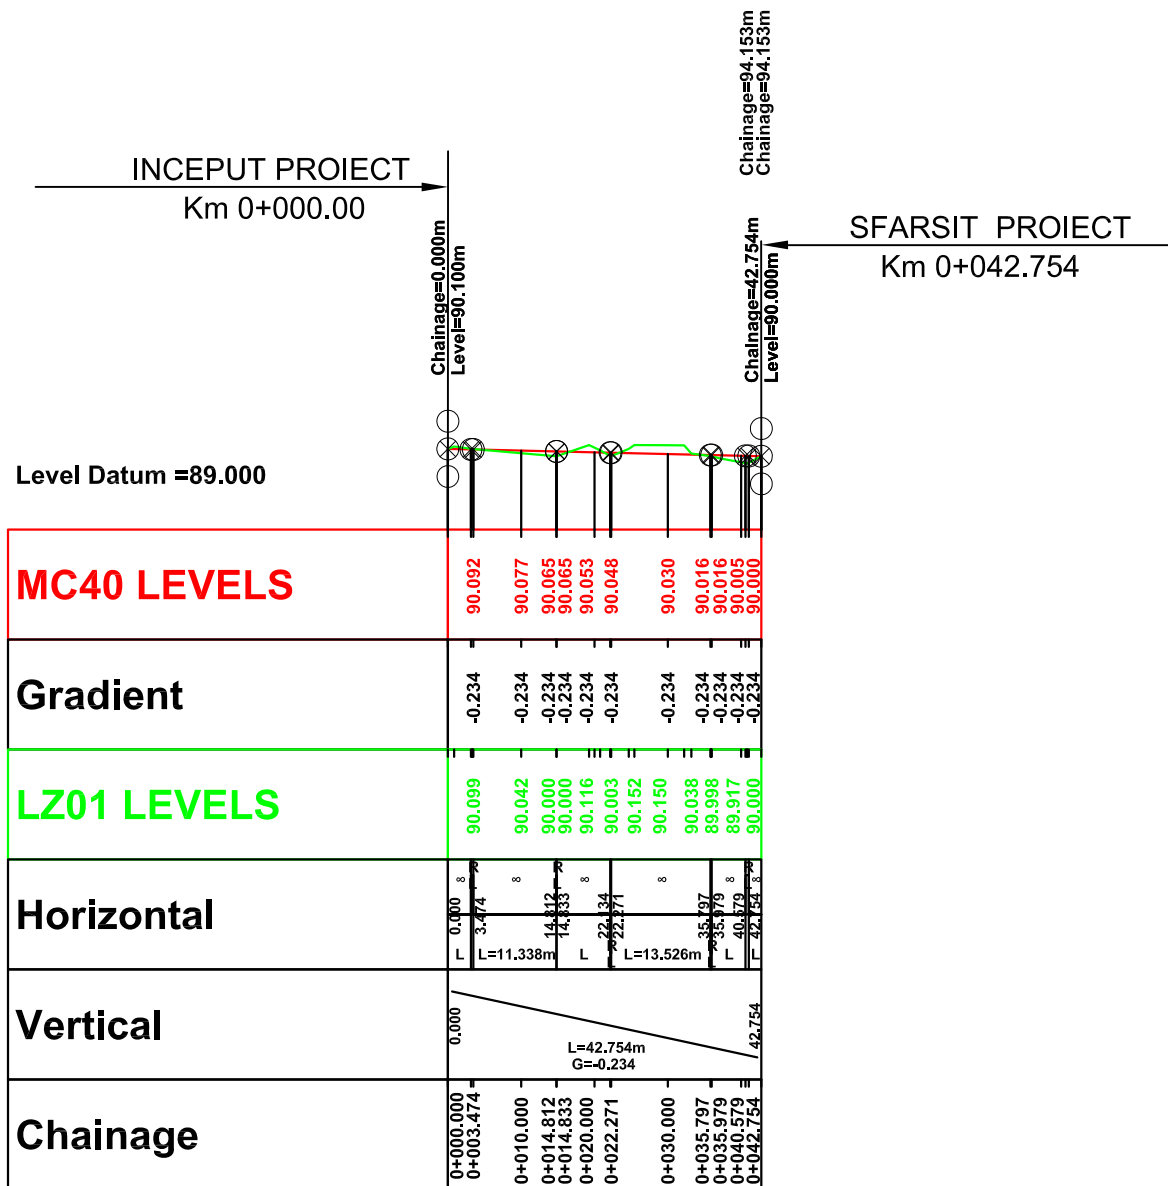 Chainage=94.153m
Chainage=94.153m
INCEPUT PROIECT
Km 0+000.00
SFARSIT PROIECT
Km 0+042.754
Chainage=0.000m
Level=90.100m
Chainage=42.754m
Level=90.000m
Level Datum =89.000
MC40 LEVELS
90.092 90.077 90.065 90.065 90.053 90.048 90.030 90.016 90.016 90.005 90.000
Gradient
-0.234 -0.234 -0.234 -0.234 -0.234 -0.234 -0.234 -0.234 -0.234 -0.234 -0.234
LZ01 LEVELS
90.099 90.042 90.000 90.000 90.116 90.003 90.152 90.150 90.038 89.998 89.917 90.000
Horizontal
∞ ∞ ∞ ∞ ∞ ∞
0.000 3.474 14.812 14.833 22.134 22.271 35.797 35.979 40.579 42.754
L L=11.338m L L=13.526m L L
Vertical
0.000 42.754
L=42.754m
G=-0.234
Chainage
0+000.000 0+003.474 0+010.000 0+014.812 0+014.833 0+020.000 0+022.271 0+030.000 0+035.797 0+035.979 0+040.579 0+042.754